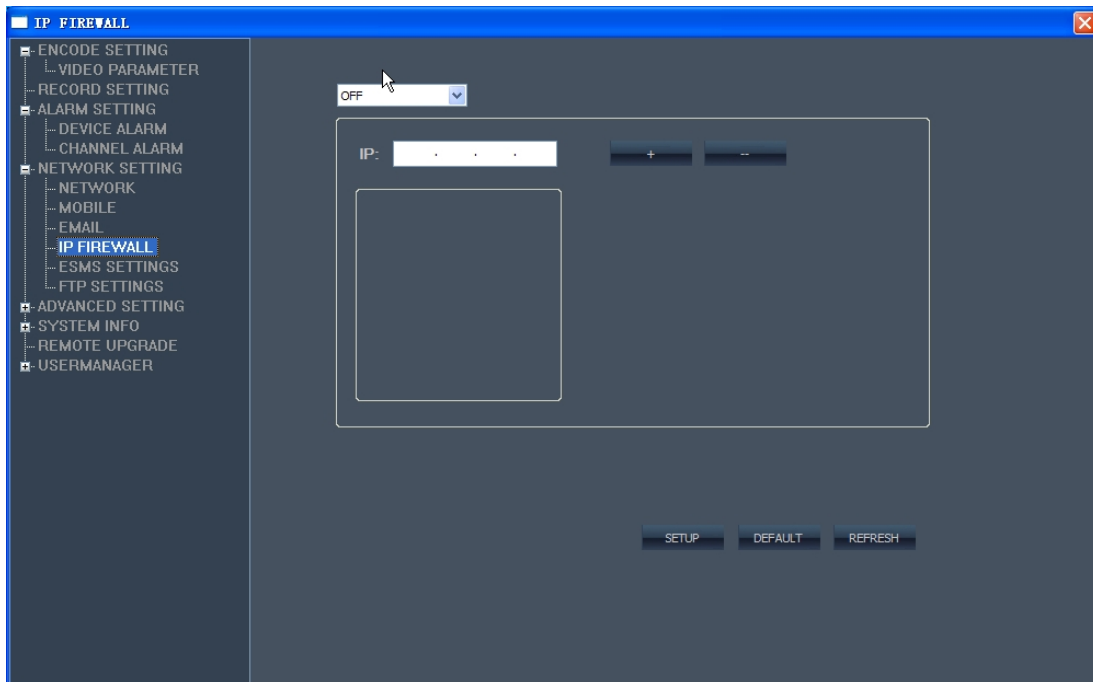 IP FIREWALL
ENCODE SETTING
VIDEO PARAMETER
RECORD SETTING
ALARM SETTING
DEVICE ALARM
CHANNEL ALARM
NETWORK SETTING
NETWORK
MOBILE
EMAIL
IP FIREWALL
ESMS SETTINGS
FTP SETTINGS
ADVANCED SETTING
SYSTEM INFO
REMOTE UPGRADE
USERMANAGER
OFF
IP: . . . + --
SETUP DEFAULT REFRESH